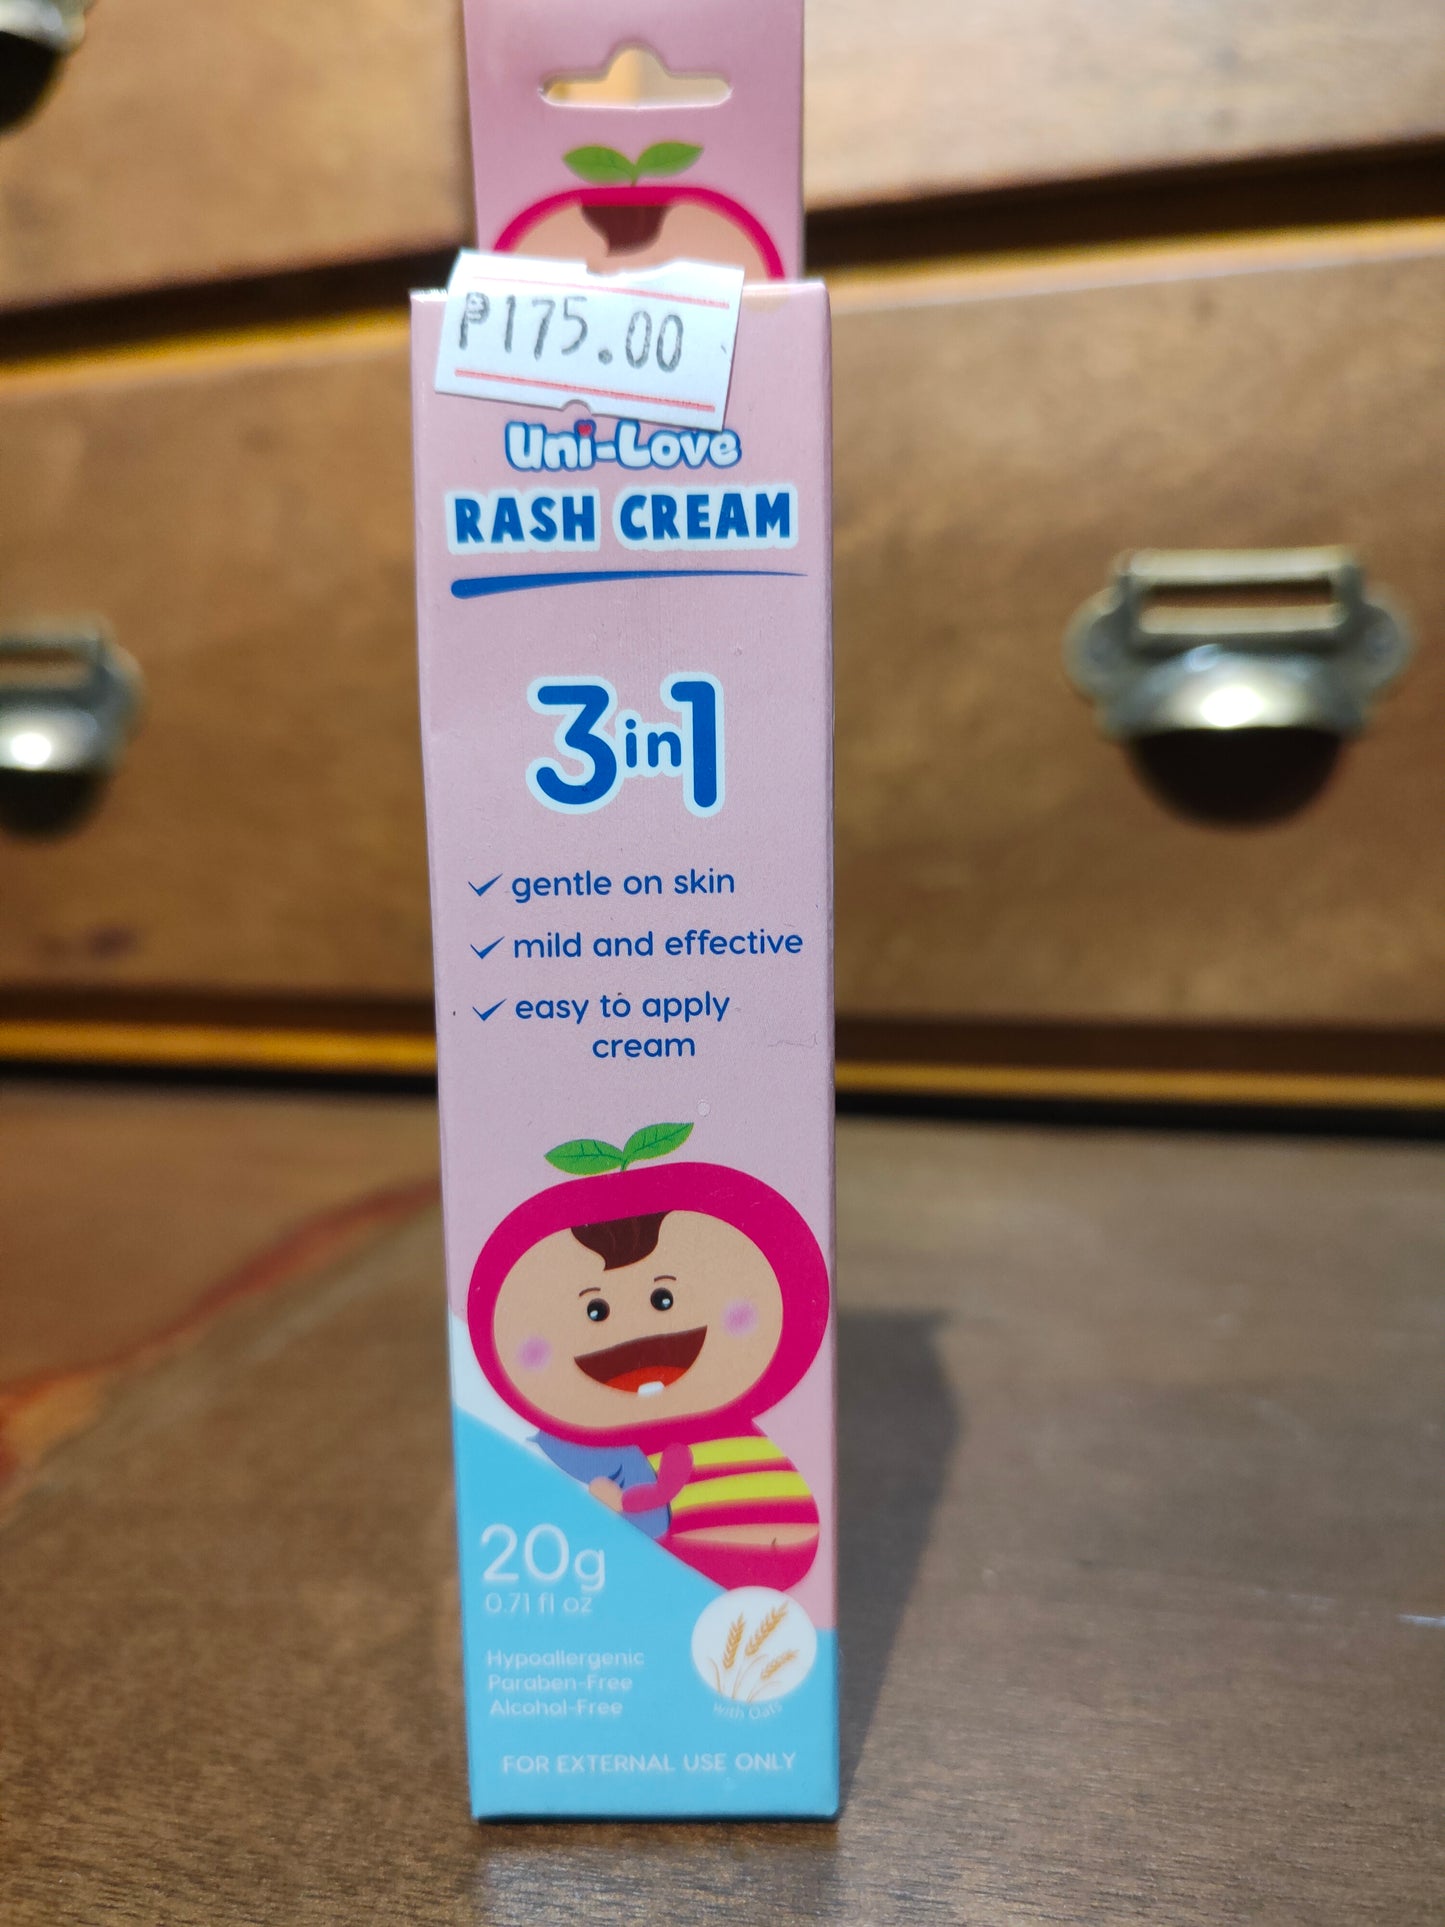 ₱175.00
Uni-Love
RASH CREAM
3in1
gentle on skin
mild and effective
easy to apply
cream
20g
0.71 fl oz
Hypoallergenic
Paraben-Free
Alcohol-Free
with Oats
FOR EXTERNAL USE ONLY